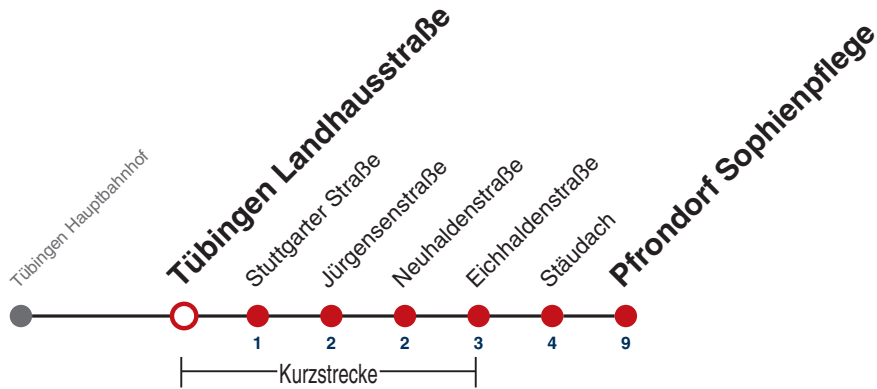 Tübingen Hauptbahnhof
Tübingen Landhausstraße
Stuttgarter Straße
Jürgensenstraße
Neuhaldenstraße
Eichhaldenstraße
Stäudach
Pfrondorf Sophienpflege
1 2 2 3 4 9
Kurzstrecke